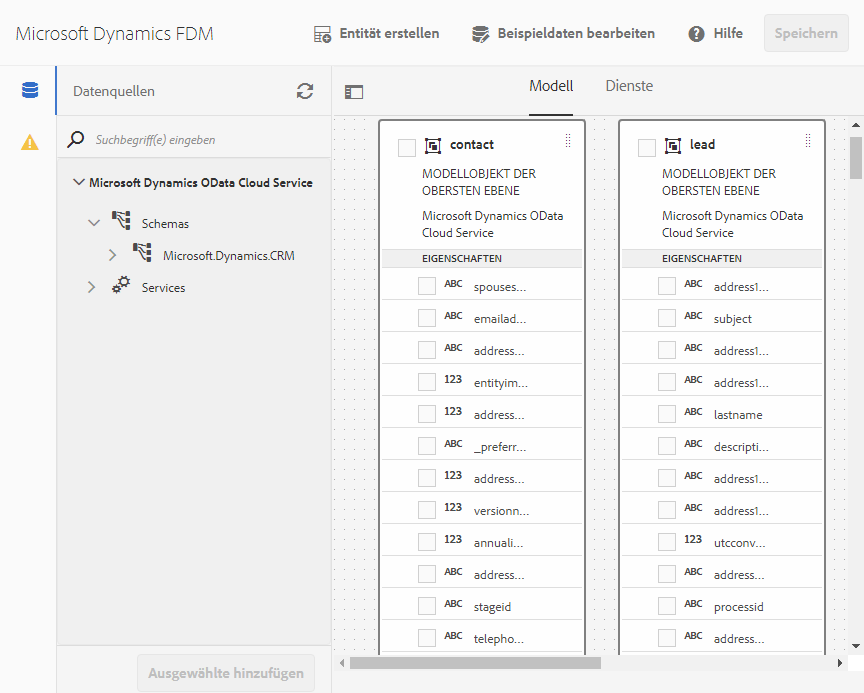 Microsoft Dynamics FDM
Entität erstellen
Beispieldaten bearbeiten
Hilfe
Speichern
Datenquellen
Modell
Dienste
Suchbegriff(e) eingeben
Microsoft Dynamics OData Cloud Service
Schemas
Microsoft.Dynamics.CRM
Services
Ausgewählte hinzufügen
contact
MODELLOBJEKT DER
OBERSTEN EBENE
Microsoft Dynamics OData
Cloud Service
EIGENSCHAFTEN
ABC spouses...
ABC emailad...
ABC address...
123 entityim...
123 address...
ABC _preferr...
123 address...
123 versionn...
123 annuali...
ABC address...
ABC stageid
ABC telepho...
lead
MODELLOBJEKT DER
OBERSTEN EBENE
Microsoft Dynamics OData
Cloud Service
EIGENSCHAFTEN
ABC address1...
ABC subject
ABC address1...
ABC address1...
ABC lastname
ABC descripti...
ABC address1...
ABC address1...
123 utcconv...
ABC address...
ABC processid
ABC address...